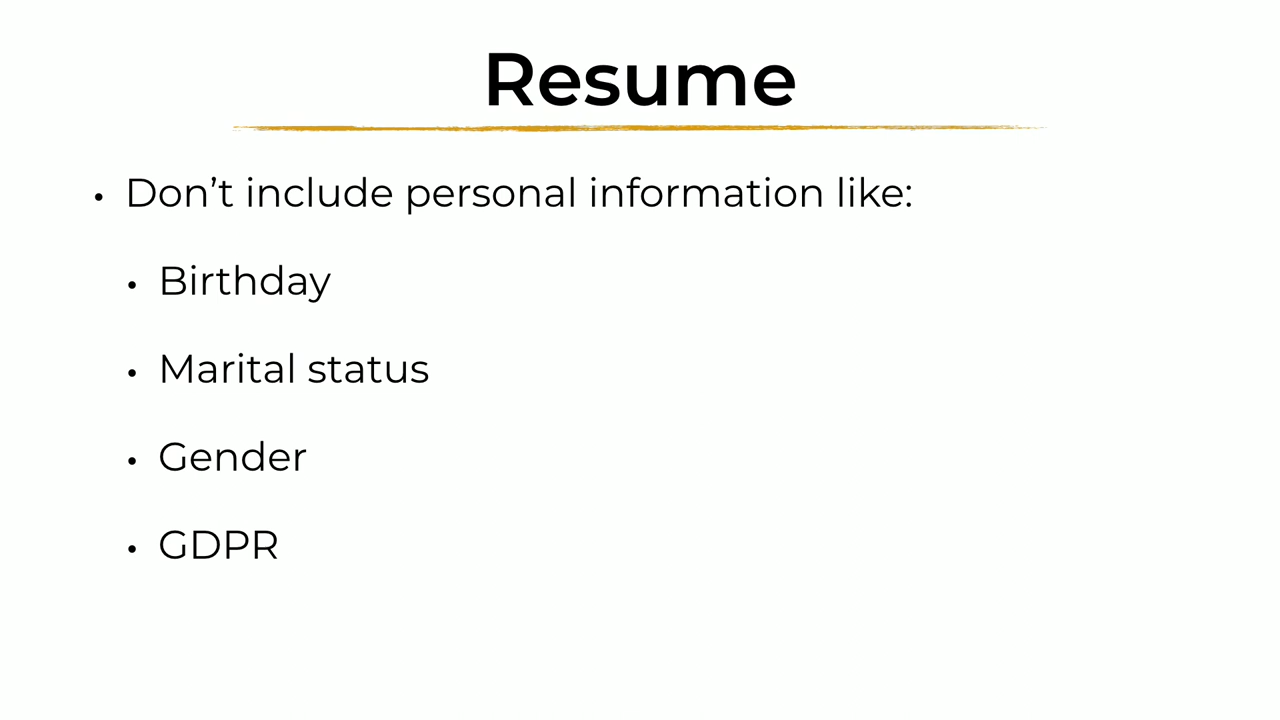 Resume
• Don’t include personal information like:
• Birthday
• Marital status
• Gender
• GDPR